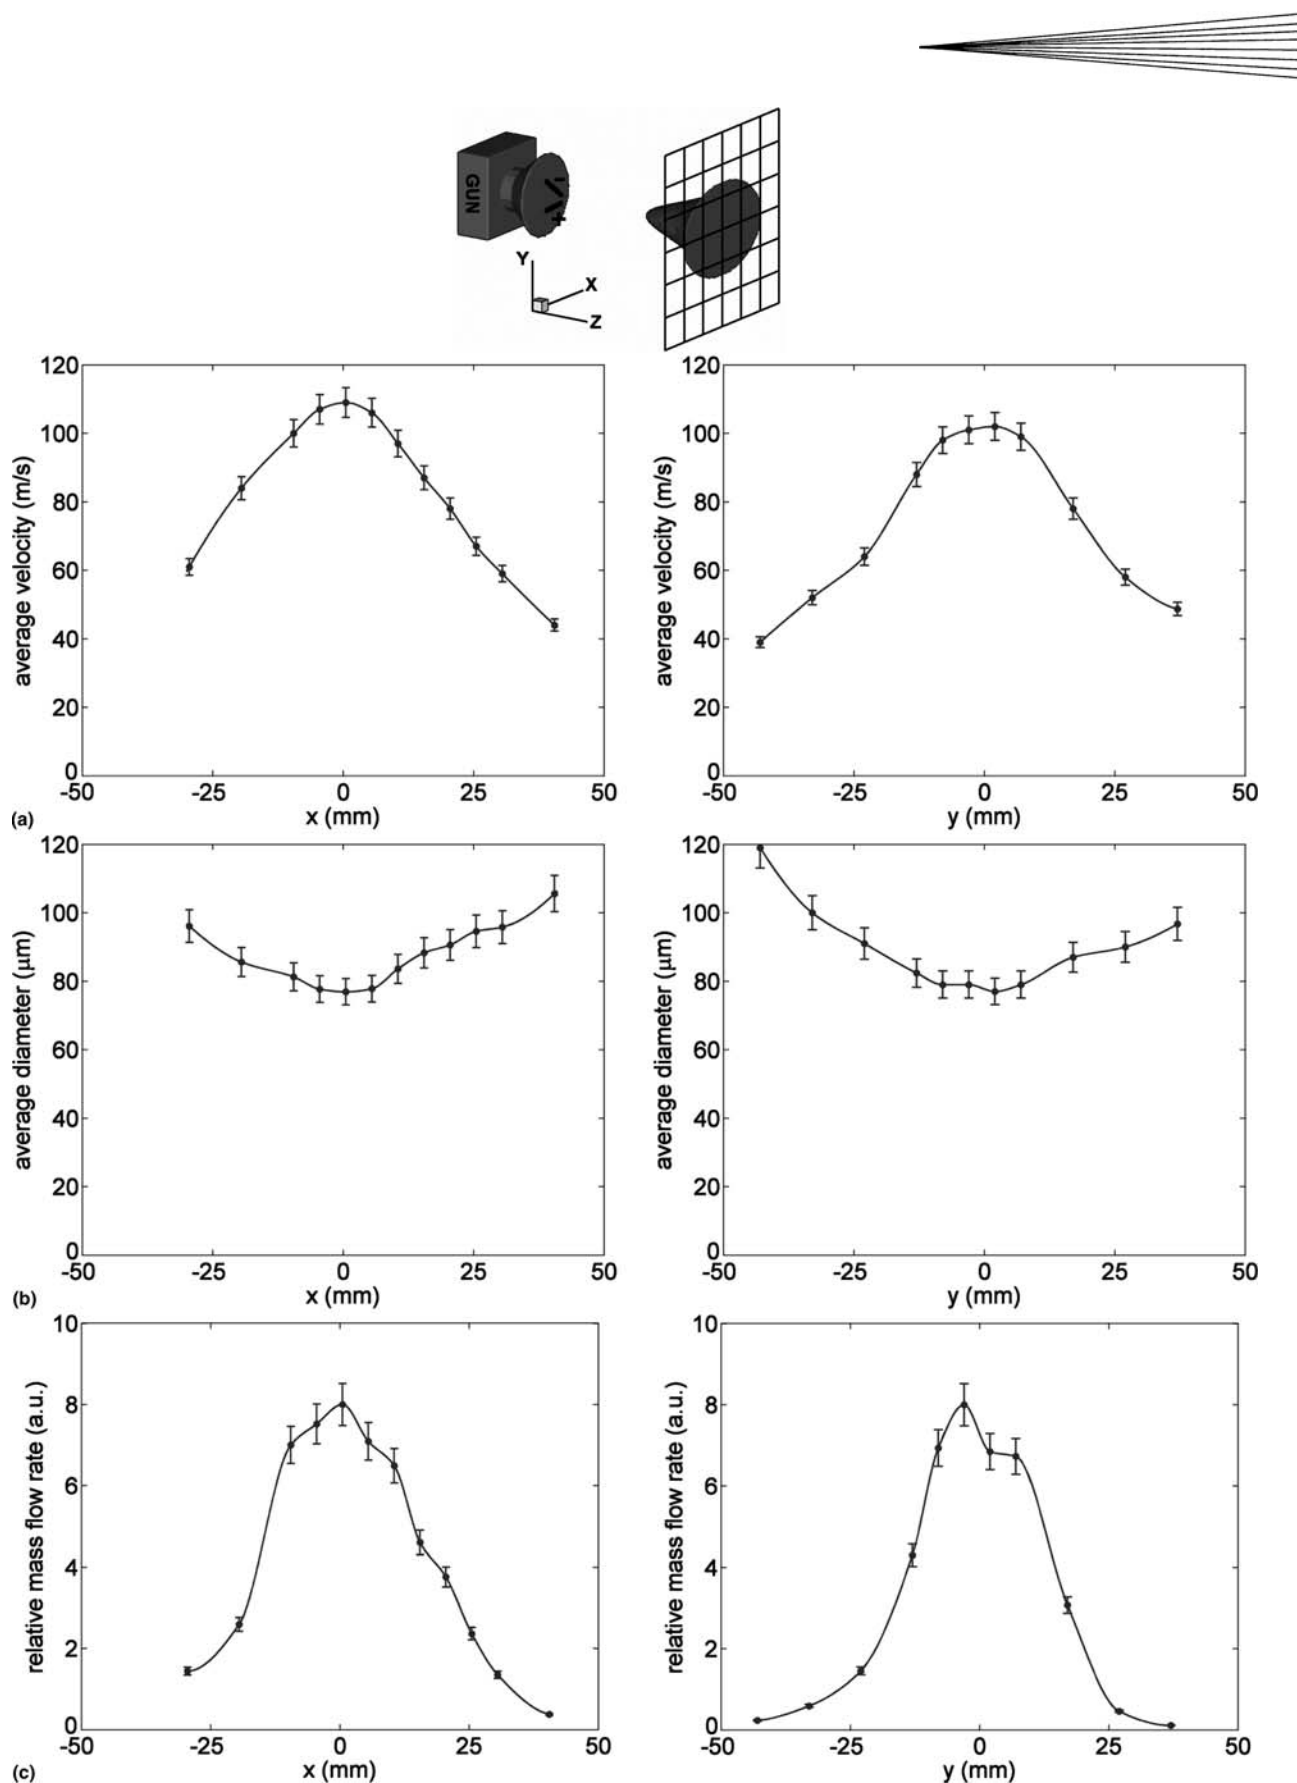 GUN
- +
Y
X
Z
120
100
80
60
40
20
0
average velocity (m/s)
-50 -25 0 25 50
x (mm)
120
100
80
60
40
20
0
average velocity (m/s)
-50 -25 0 25 50
y (mm)
(a)
120
100
80
60
40
20
0
average diameter (μm)
-50 -25 0 25 50
x (mm)
120
100
80
60
40
20
0
average diameter (μm)
-50 -25 0 25 50
y (mm)
(b)
10
8
6
4
2
0
relative mass flow rate (a.u.)
-50 -25 0 25 50
x (mm)
10
8
6
4
2
0
relative mass flow rate (a.u.)
-50 -25 0 25 50
y (mm)
(c)